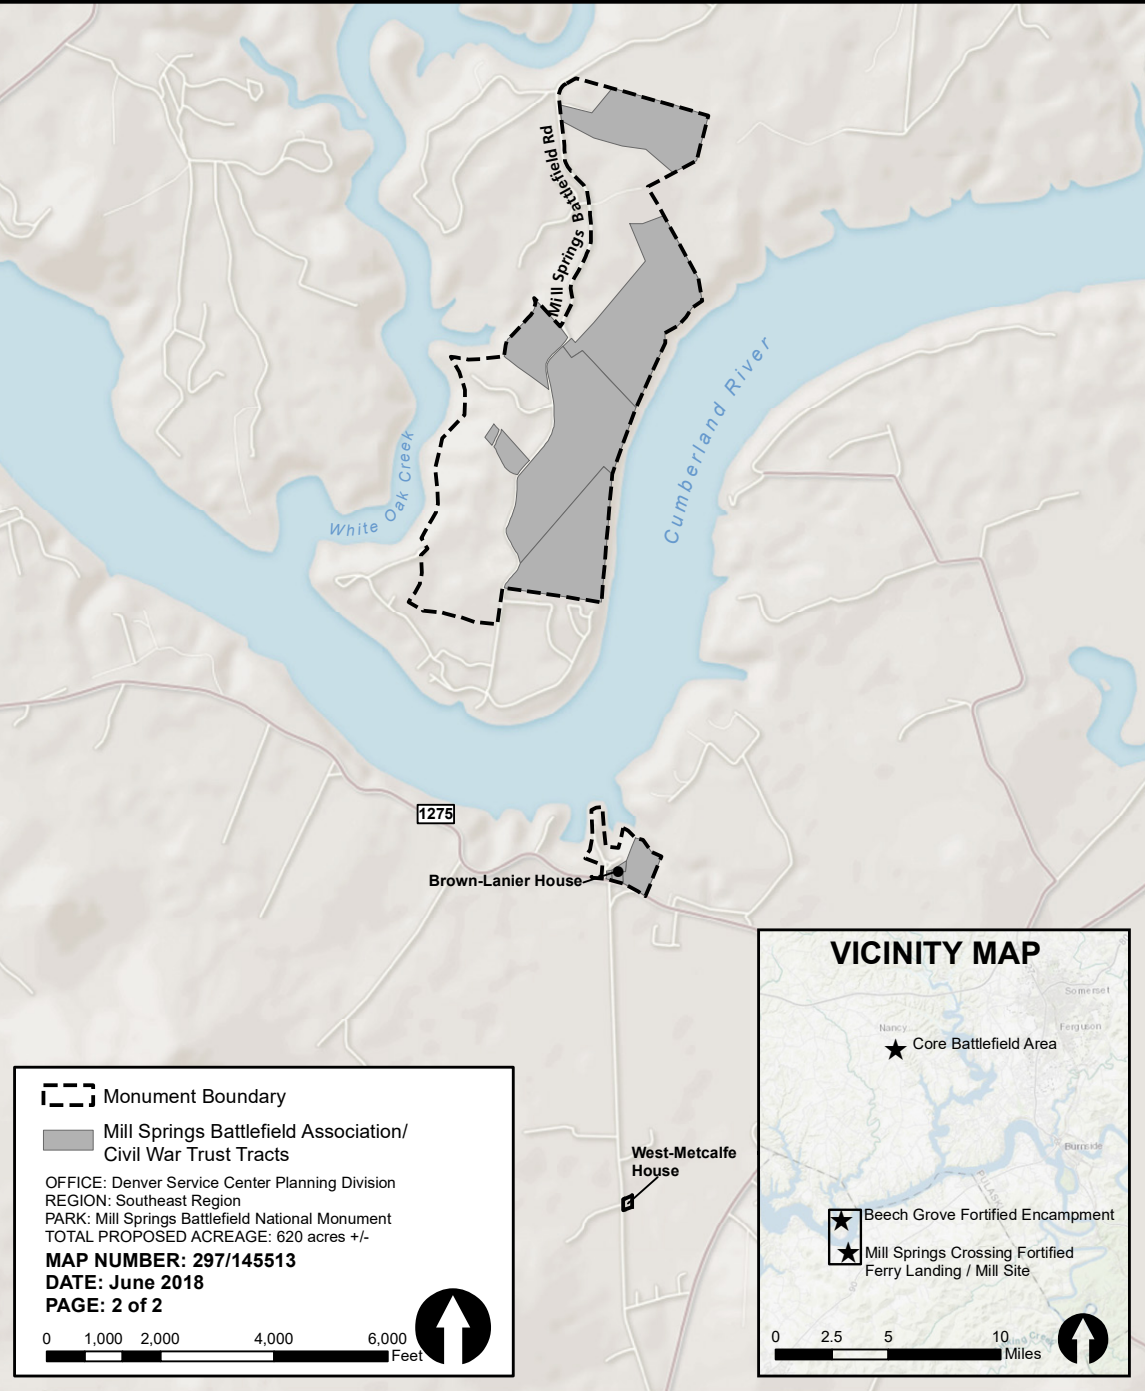 Mill Springs Battlefield Rd
Cumberland River
White Oak Creek
1275
Brown-Lanier House
West-Metcalfe
House
Monument Boundary
Mill Springs Battlefield Association/
Civil War Trust Tracts
OFFICE: Denver Service Center Planning Division
REGION: Southeast Region
PARK: Mill Springs Battlefield National Monument
TOTAL PROPOSED ACREAGE: 620 acres +/-
MAP NUMBER: 297/145513
DATE: June 2018
PAGE: 2 of 2
0 1,000 2,000 4,000 6,000
Feet
VICINITY MAP
Somerset
Nancy
Ferguson
Core Battlefield Area
Burnside
Beech Grove Fortified Encampment
Mill Springs Crossing Fortified
Ferry Landing / Mill Site
0 2.5 5 10
Miles